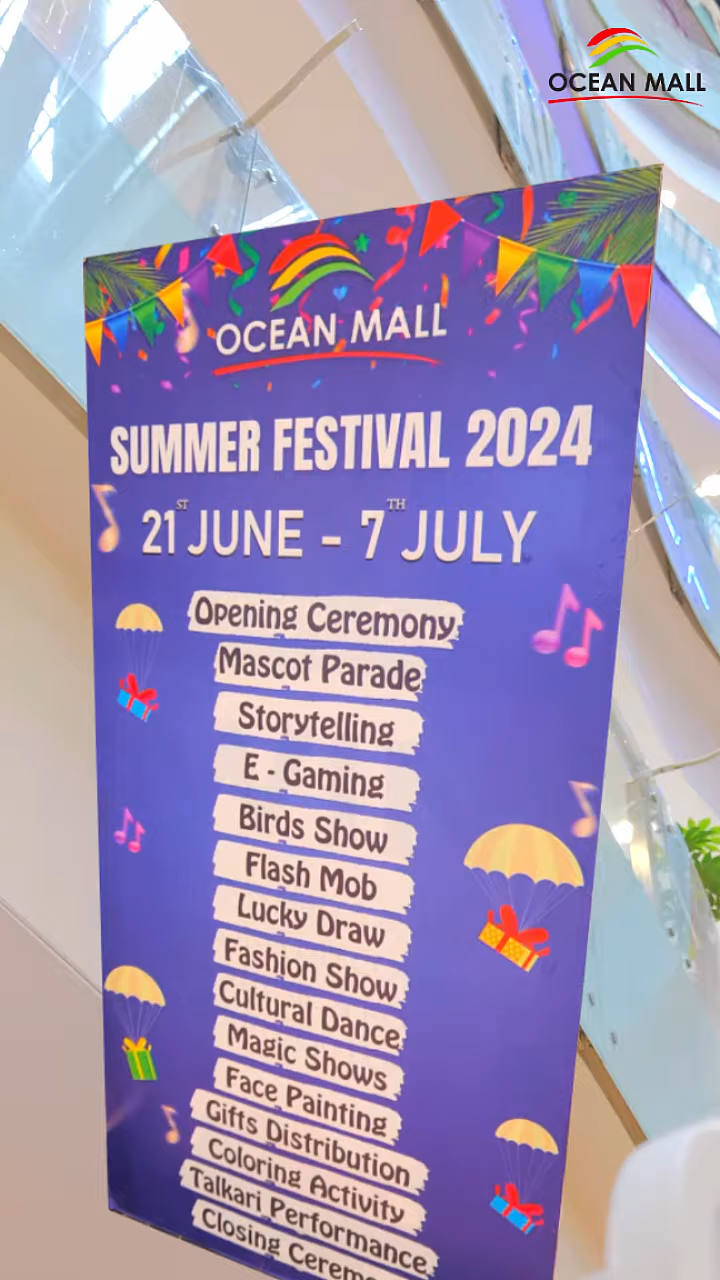 OCEAN MALL
OCEAN MALL
SUMMER FESTIVAL 2024
21ST JUNE - 7TH JULY
Opening Ceremony
Mascot Parade
Storytelling
E - Gaming
Birds Show
Flash Mob
Lucky Draw
Fashion Show
Cultural Dance
Magic Shows
Face Painting
Gifts Distribution
Coloring Activity
Talkari Performance
Closing